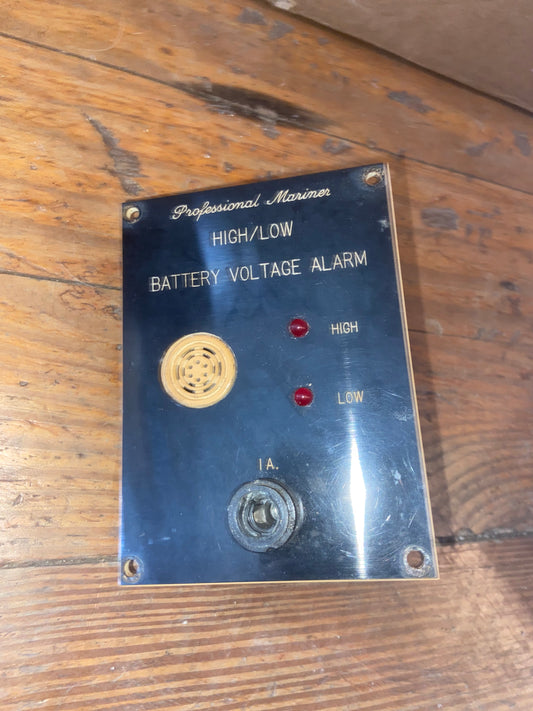 Professional Mariner
HIGH/LOW
BATTERY VOLTAGE ALARM
HIGH
LOW
1A.